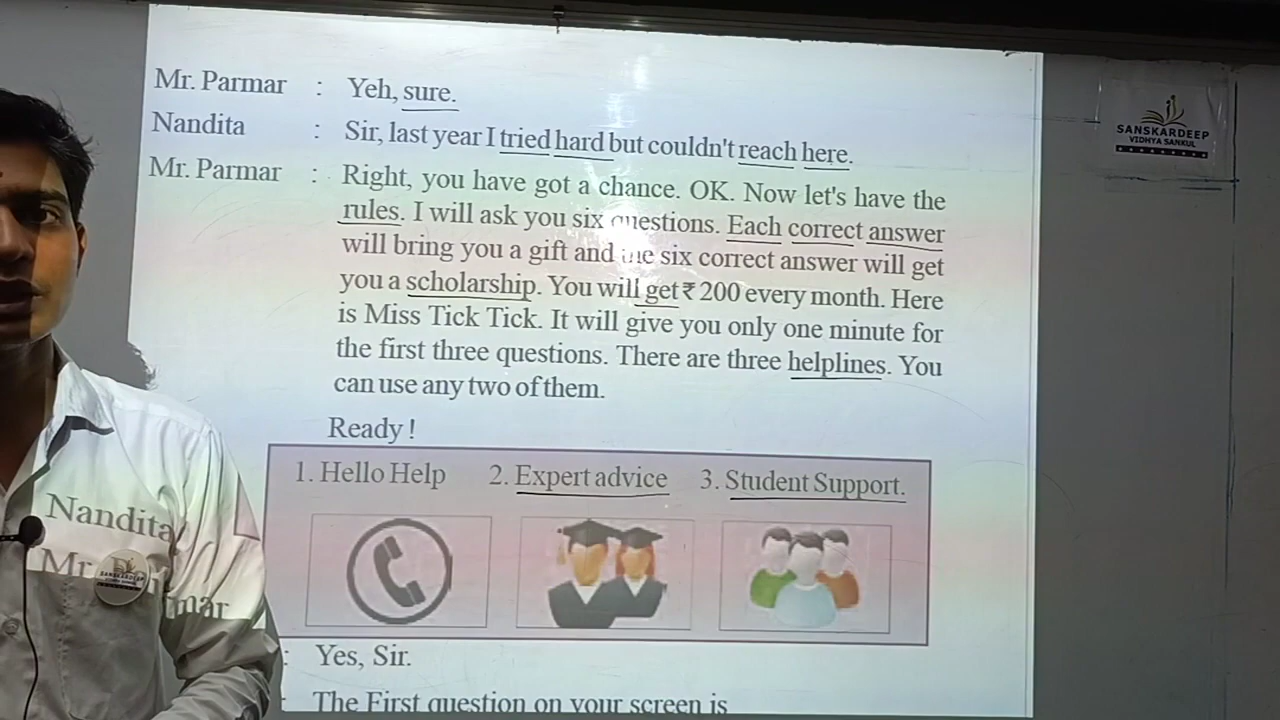 Mr. Parmar : Yeh, sure.
Nandita : Sir, last year I tried hard but couldn't reach here.
Mr. Parmar : Right, you have got a chance. OK. Now let's have the
rules. I will ask you six questions. Each correct answer
will bring you a gift and the six correct answer will get
you a scholarship. You will get ₹ 200 every month. Here
is Miss Tick Tick. It will give you only one minute for
the first three questions. There are three helplines. You
can use any two of them.
Ready !
1. Hello Help 2. Expert advice 3. Student Support.
Nandita : Yes, Sir.
Mr. Parmar : The First question on your screen is
SANSKARDEEP
VIDHYA SANKUL
SANSKARDEEP